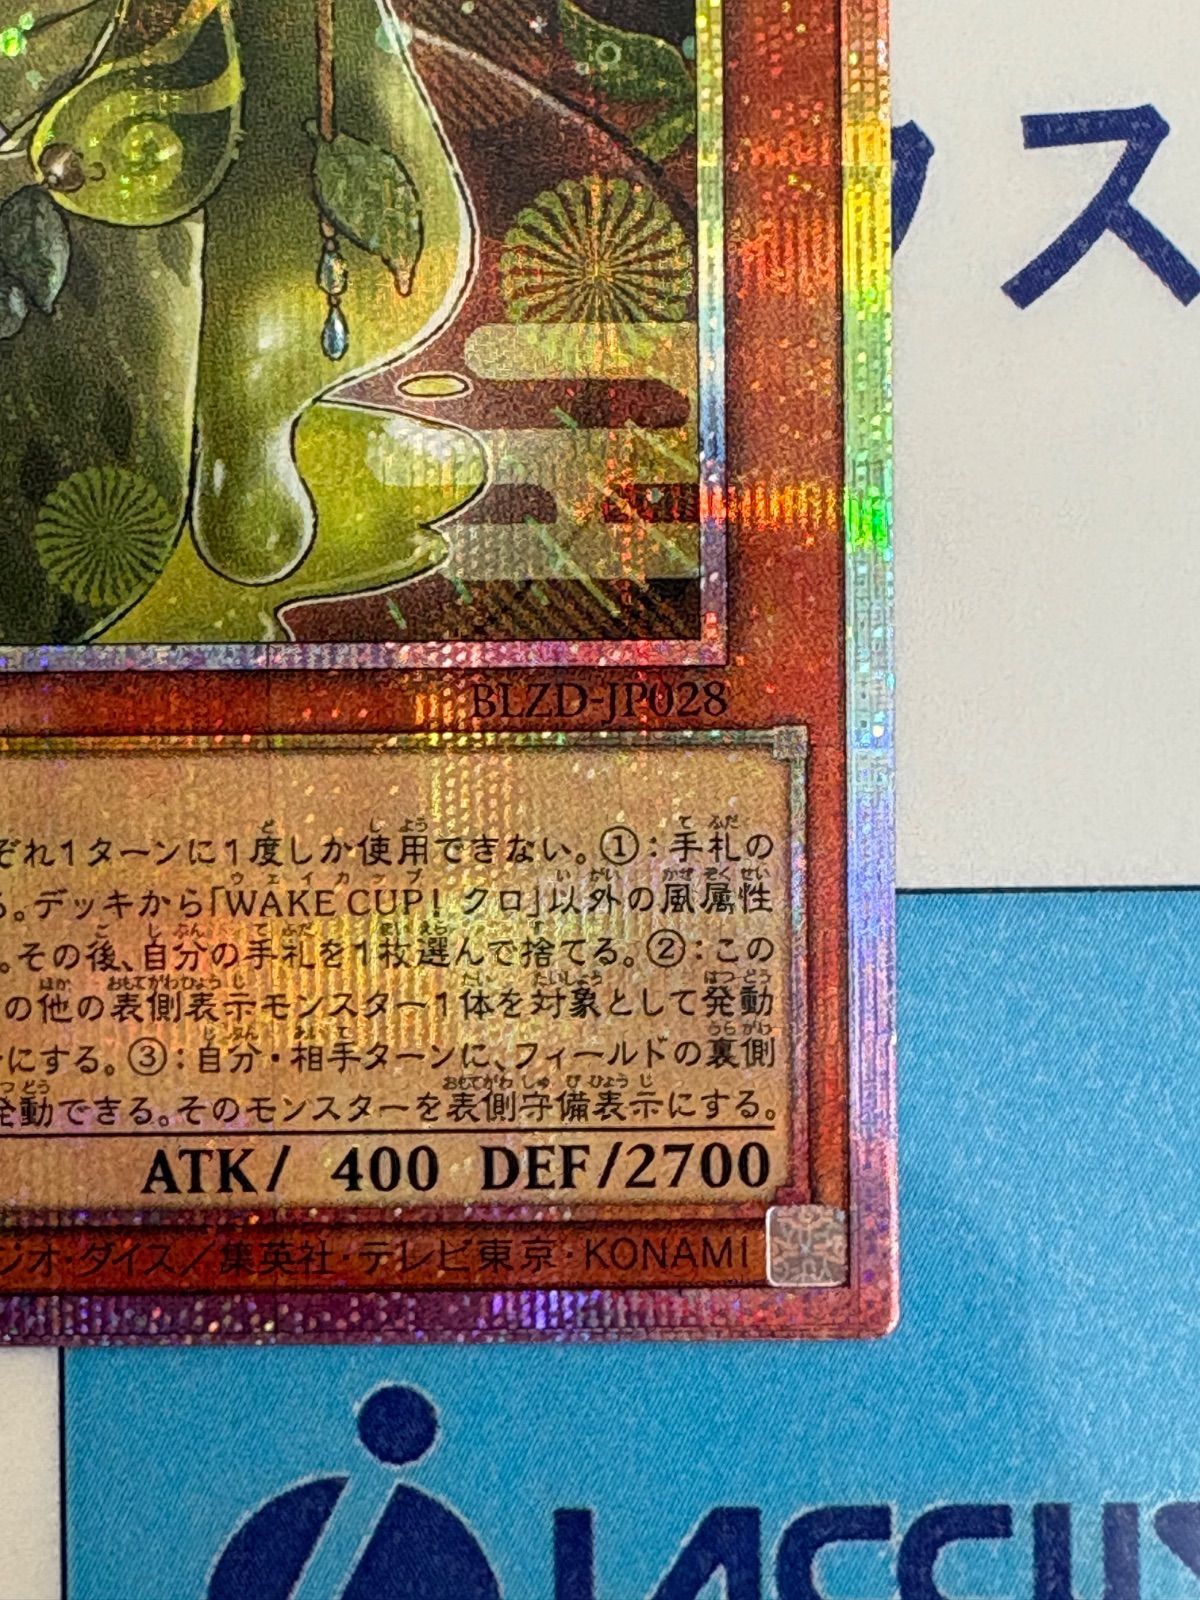 ス
BLZD-JP028
ぞれ1ターンに1度しか使用できない。①：手札の
る。デッキから「WAKE CUP！ クロ」以外の風属性
。その後、自分の手札を1枚選んで捨てる。②：この
の他の表側表示モンスター1体を対象として発動
ーにする。③：自分・相手ターンに、フィールドの裏側
発動できる。そのモンスターを表側守備表示にする。
ATK/ 400 DEF/2700
ジオ・ダイス／集英社・テレビ東京・KONAMI